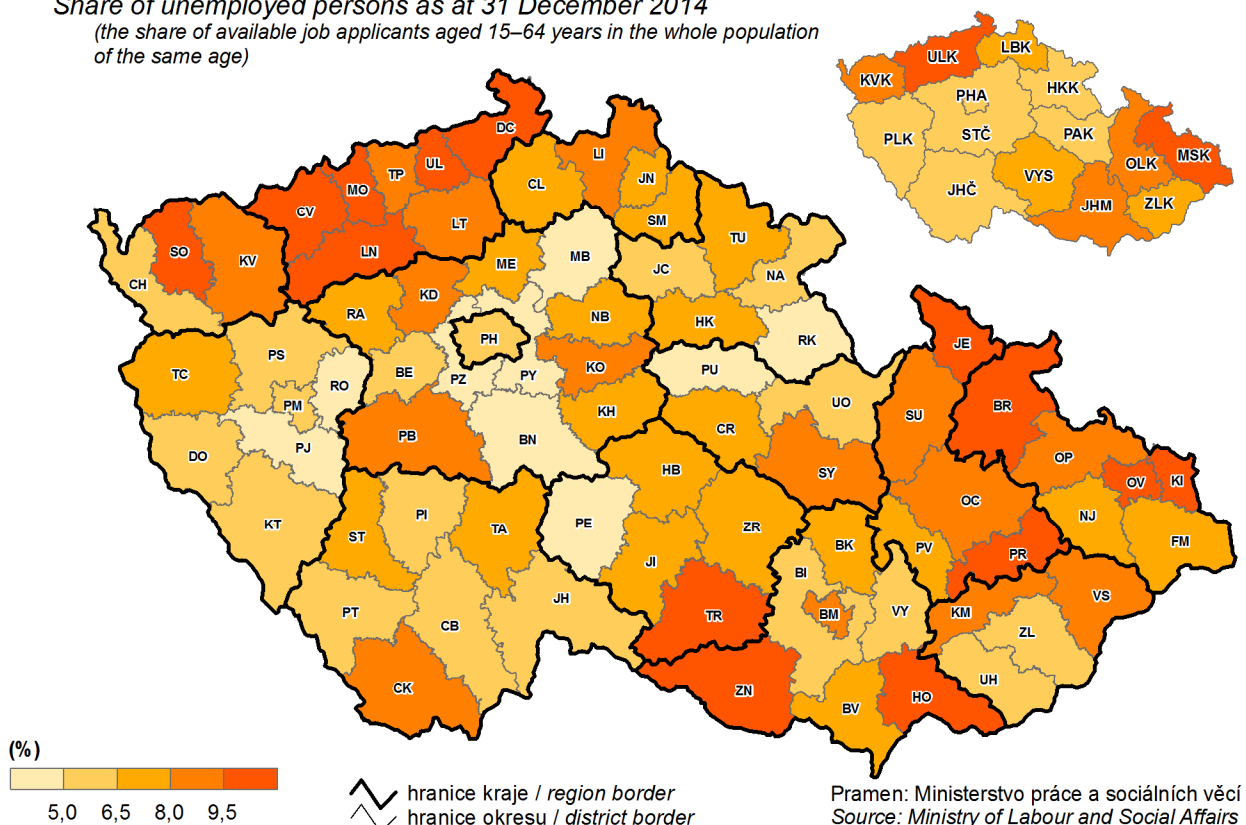 Share of unemployed persons as at 31 December 2014
(the share of available job applicants aged 15–64 years in the whole population
of the same age)
KVK
ULK
LBK
PHA
HKK
PLK
STČ
PAK
JHČ
VYS
OLK
MSK
JHM
ZLK
DC
LI
UL
TP
MO
CL
JN
CV
LT
SM
TU
SO
KV
LN
ME
MB
JC
NA
CH
KD
RA
NB
HK
RK
PH
JE
PS
TC
RO
BE
PZ
PY
KO
PU
PM
BR
KH
UO
SU
PB
BN
CR
PJ
DO
HB
SY
OP
OV
KI
KT
ST
PI
TA
PE
ZR
OC
NJ
FM
BK
PV
PR
JI
BI
VS
JH
PT
CB
TR
BM
VY
KM
ZL
CK
ZN
BV
HO
UH
(%)
5,0 6,5 8,0 9,5
hranice kraje / region border
hranice okresu / district border
Pramen: Ministerstvo práce a sociálních věcí
Source: Ministry of Labour and Social Affairs